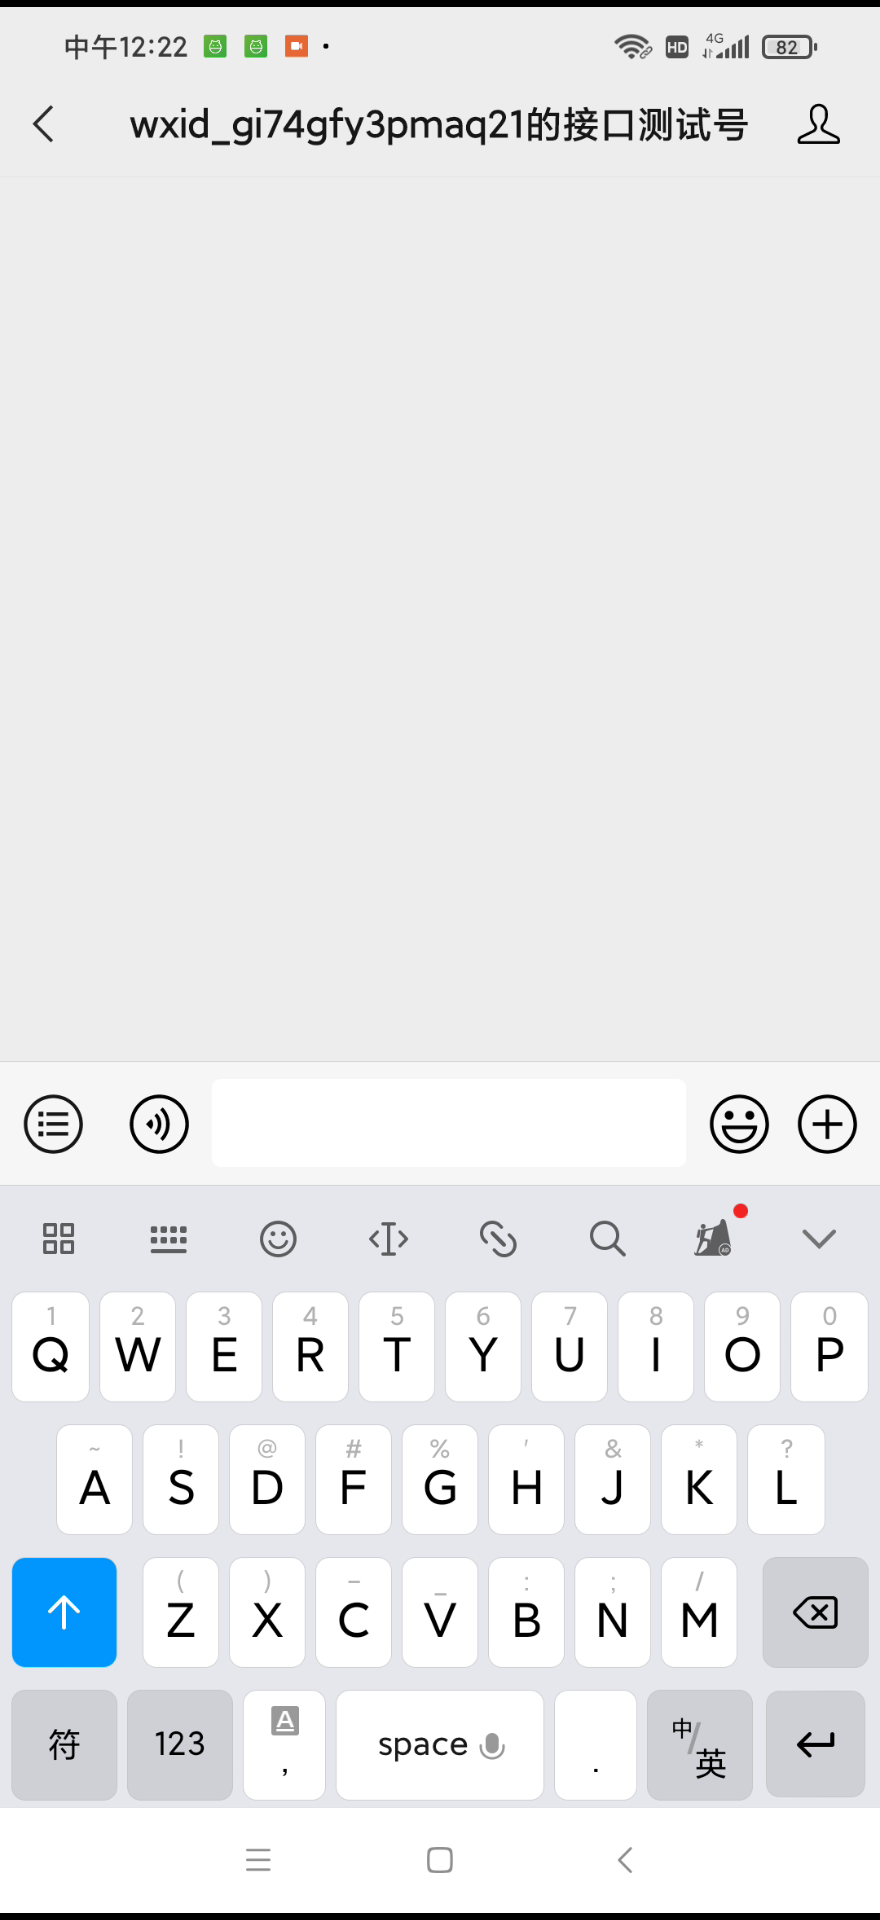 中午12:22 HD 4G 82
wxid_gi74gfy3pmaq21的接口测试号
1 2 3 4 5 6 7 8 9 0
Q W E R T Y U I O P
~ ! @ # % ' & * ?
A S D F G H J K L
( ) – _ : ; /
Z X C V B N M
符 123 A , space . 中/英